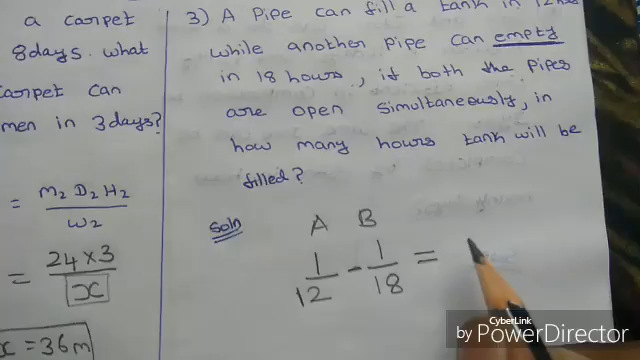 a carpet
8days. what
carpet can
men in 3days?
= M2 D2 H2
W2
= 24×3
x
x = 36m
3) A Pipe can fill a tank in 12
while another pipe can empty
in 18 hours, if both the pipes
are open simultaneously, in
how many hours tank will be
filled?
Soln
A B
1/12 - 1/18 =
CyberLink
by PowerDirector